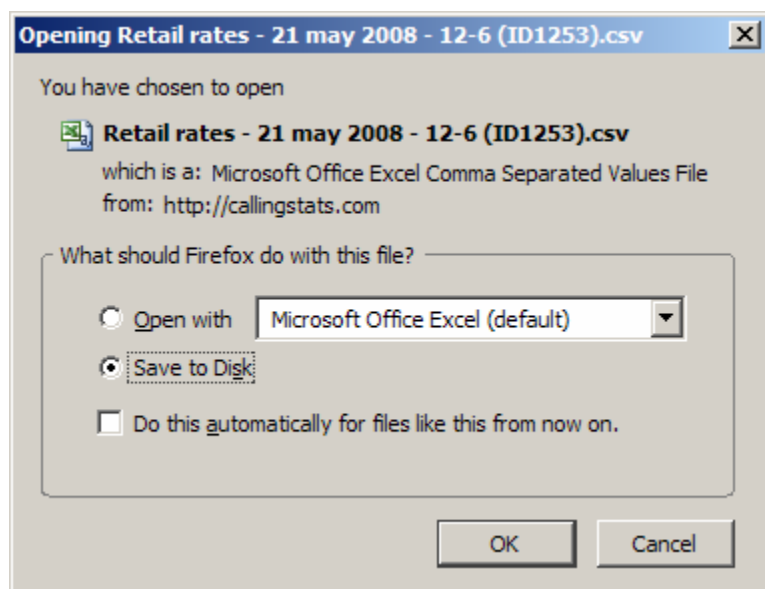 Opening Retail rates - 21 may 2008 - 12-6 (ID1253).csv
You have chosen to open
Retail rates - 21 may 2008 - 12-6 (ID1253).csv
which is a: Microsoft Office Excel Comma Separated Values File
from: http://callingstats.com
What should Firefox do with this file?
Open with Microsoft Office Excel (default)
Save to Disk
Do this automatically for files like this from now on.
OK Cancel